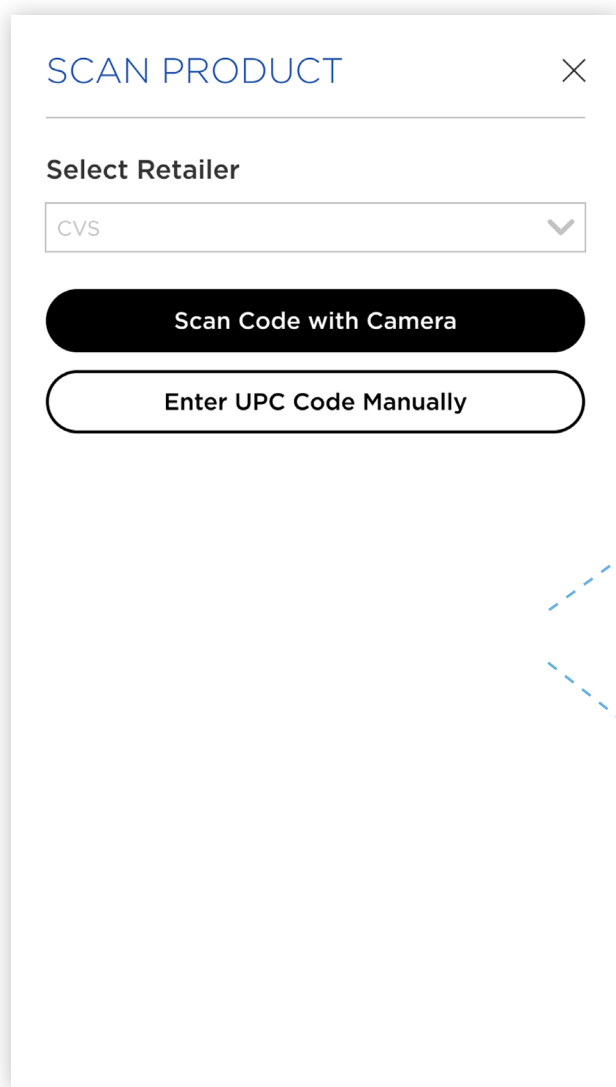 SCAN PRODUCT
Select Retailer
CVS
Scan Code with Camera
Enter UPC Code Manually